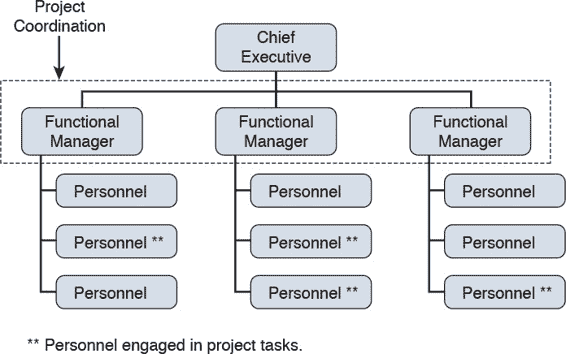 Project
Coordination
Chief
Executive
Functional
Manager
Functional
Manager
Functional
Manager
Personnel
Personnel
Personnel
Personnel **
Personnel **
Personnel
Personnel
Personnel **
Personnel **
** Personnel engaged in project tasks.